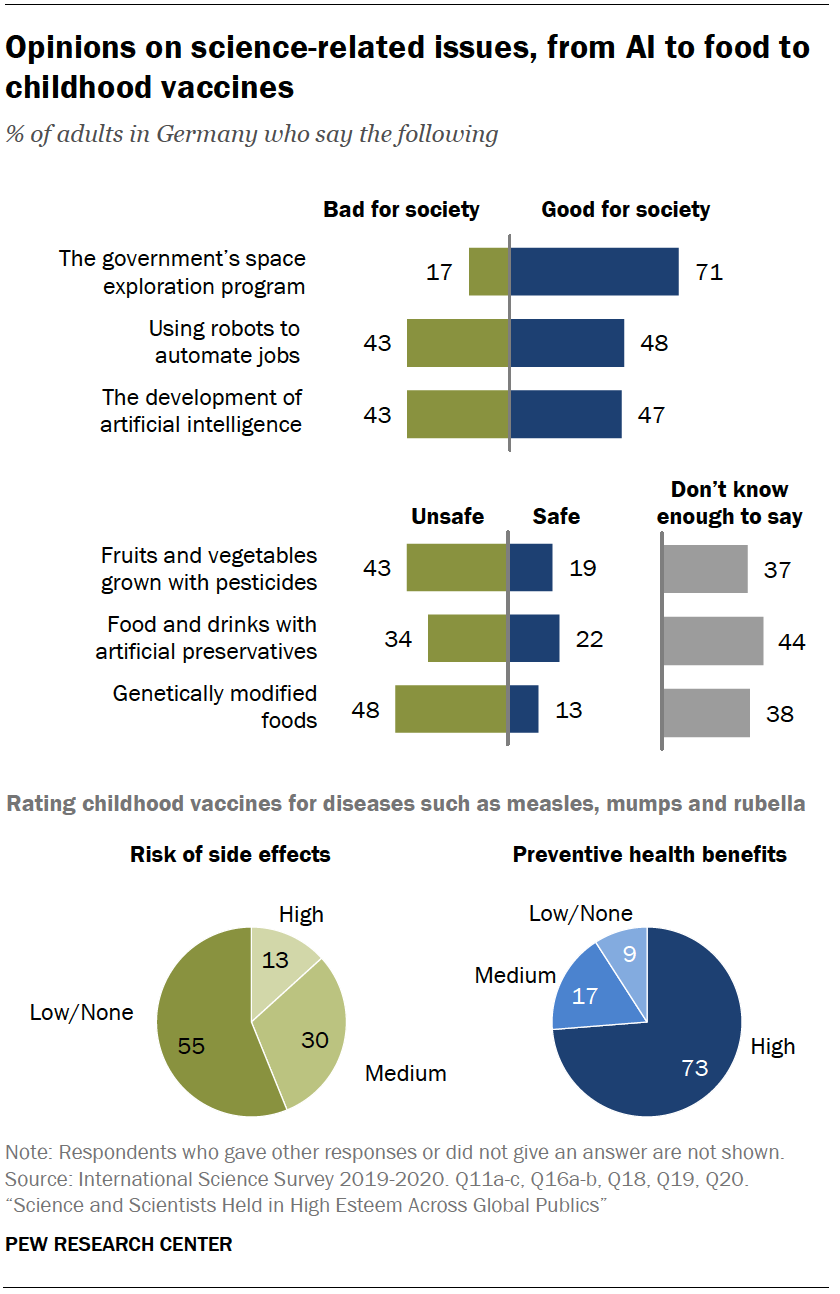 Opinions on science-related issues, from AI to food to
childhood vaccines
% of adults in Germany who say the following
Bad for society Good for society
The government’s space
exploration program
17 71
Using robots to
automate jobs
43 48
The development of
artificial intelligence
43 47
Don’t know
enough to say
Unsafe Safe
Fruits and vegetables
grown with pesticides
43 19 37
Food and drinks with
artificial preservatives
34 22 44
Genetically modified
foods
48 13 38
Rating childhood vaccines for diseases such as measles, mumps and rubella
Risk of side effects
High
13
Low/None
55
30
Medium
Preventive health benefits
Low/None
9
Medium
17
High
73
Note: Respondents who gave other responses or did not give an answer are not shown.
Source: International Science Survey 2019-2020. Q11a-c, Q16a-b, Q18, Q19, Q20.
“Science and Scientists Held in High Esteem Across Global Publics”
PEW RESEARCH CENTER